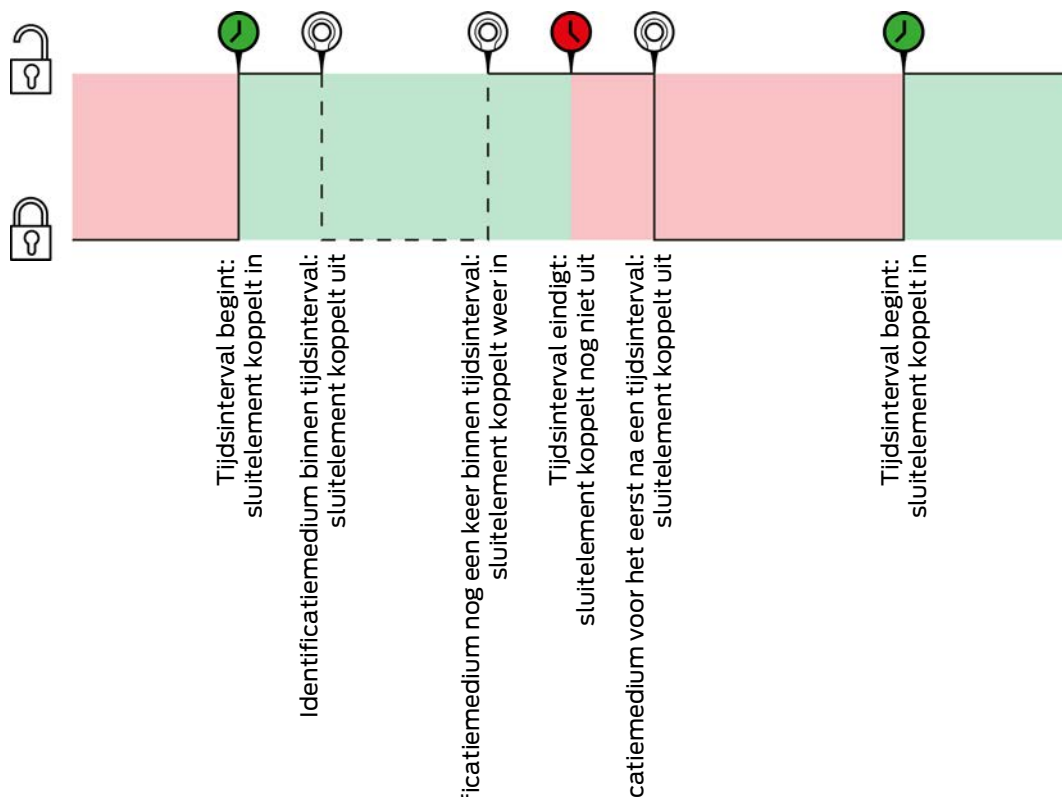 Tijdsinterval begint:
sluitelement koppelt in
Identificatiemedium binnen tijdsinterval:
sluitelement koppelt uit
ficatiemedium nog een keer binnen tijdsinterval:
sluitelement koppelt weer in
Tijdsinterval eindigt:
sluitelement koppelt nog niet uit
catiemedium voor het eerst na een tijdsinterval:
sluitelement koppelt uit
Tijdsinterval begint:
sluitelement koppelt in